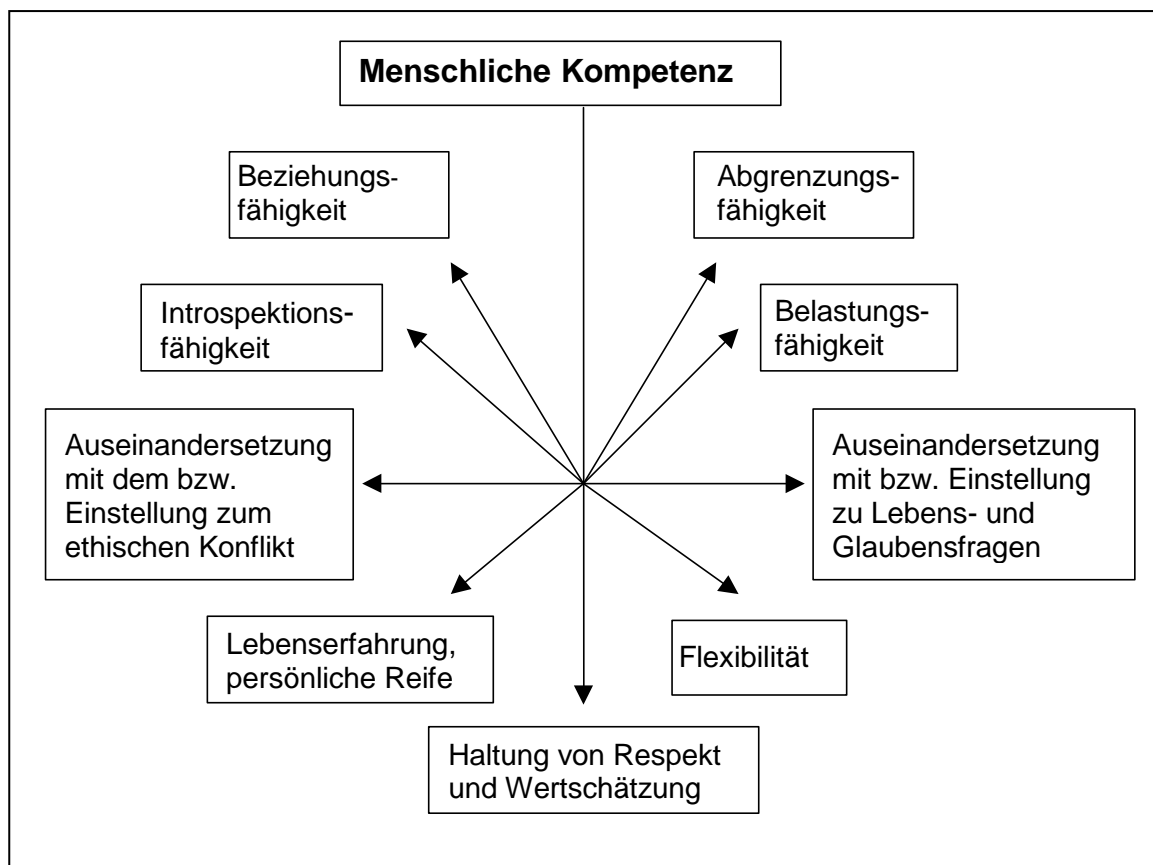 Menschliche Kompetenz
Beziehungs-
fähigkeit
Abgrenzungs-
fähigkeit
Introspektions-
fähigkeit
Belastungs-
fähigkeit
Auseinandersetzung
mit dem bzw.
Einstellung zum
ethischen Konflikt
Auseinandersetzung
mit bzw. Einstellung
zu Lebens- und
Glaubensfragen
Lebenserfahrung,
persönliche Reife
Flexibilität
Haltung von Respekt
und Wertschätzung